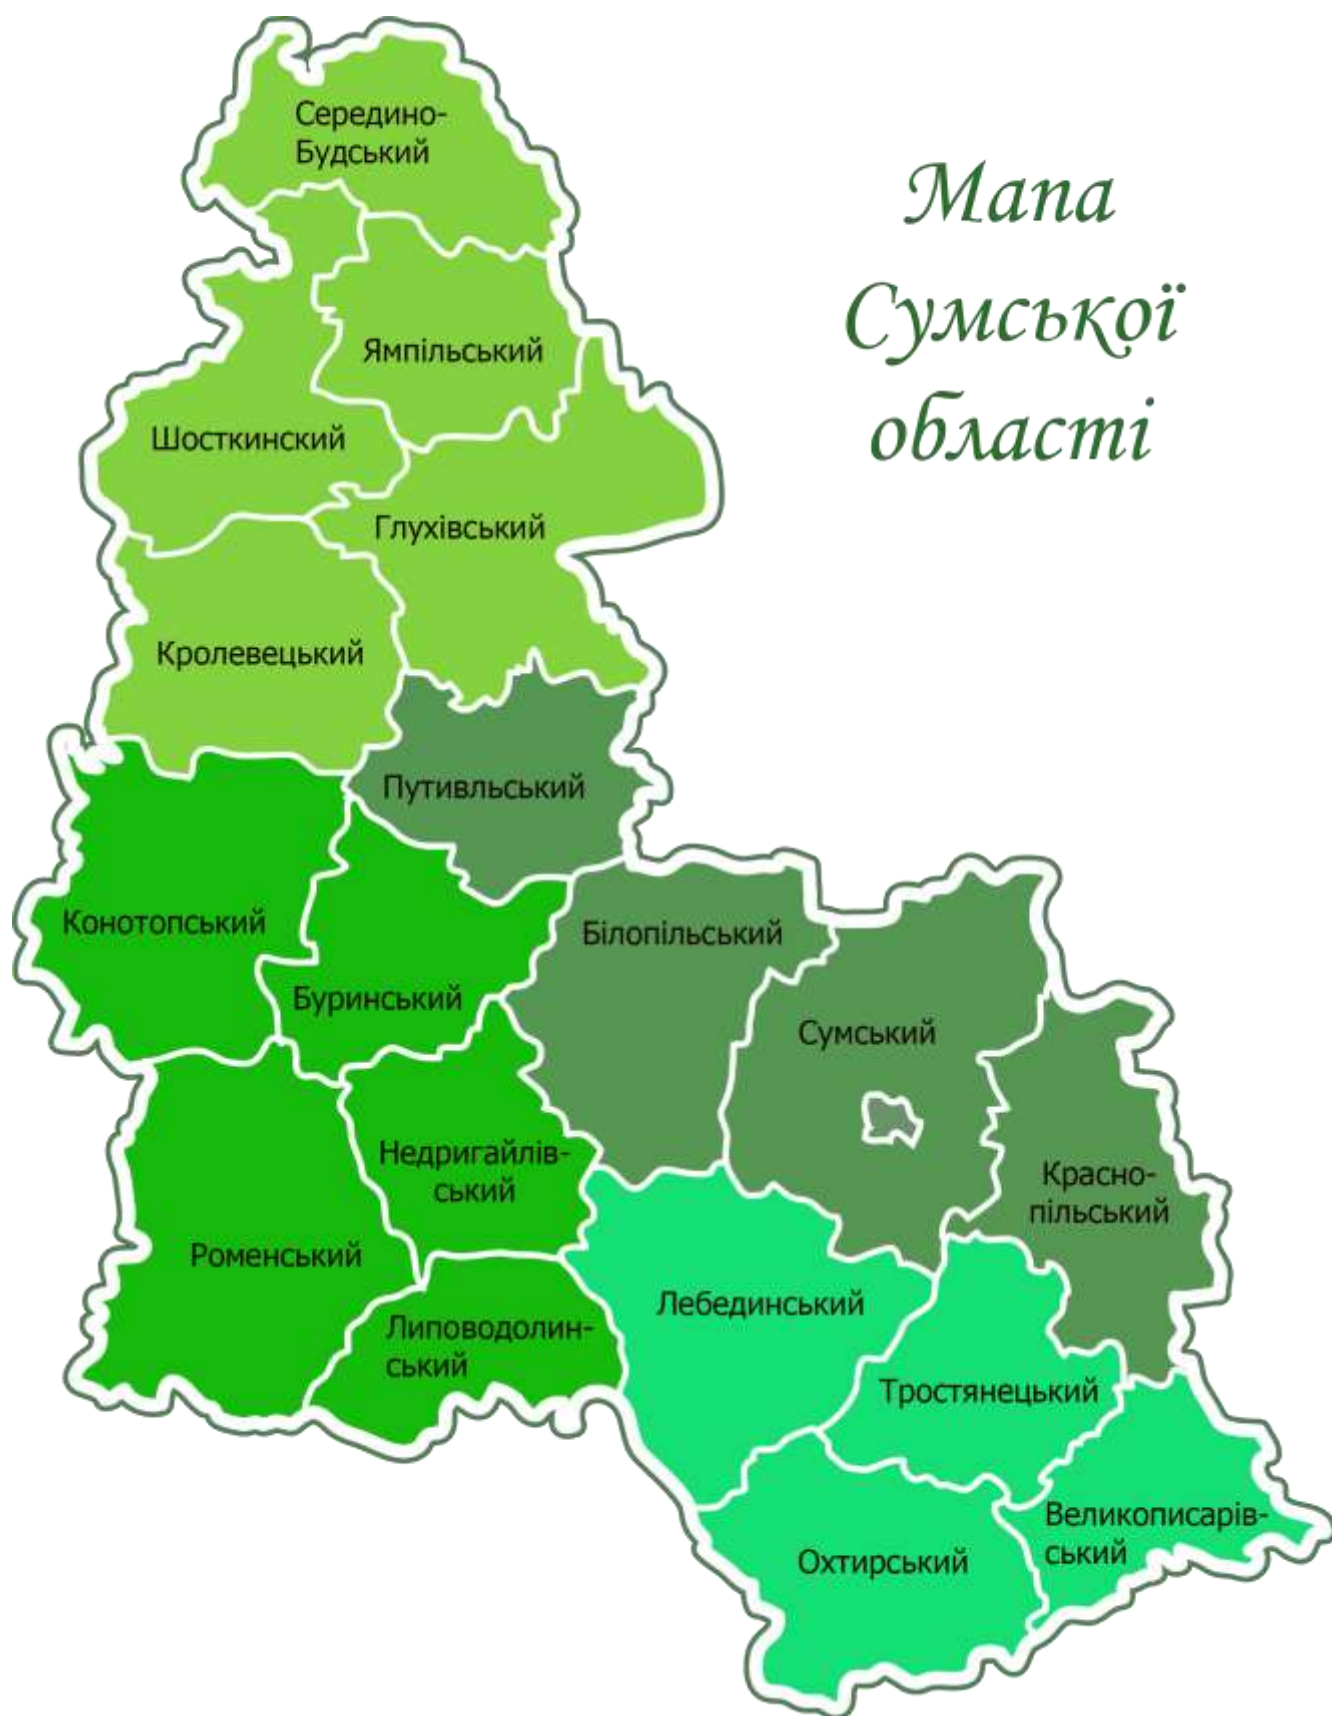 Мапа
Сумської
області
Середино-
Будський
Ямпільський
Шосткинский
Глухівський
Кролевецький
Путивльський
Конотопський
Білопільський
Буринський
Сумський
Недригайлів-
ський
Красно-
пільський
Роменський
Лебединський
Липоводолин-
ський
Тростянецький
Великописарів-
ський
Охтирський